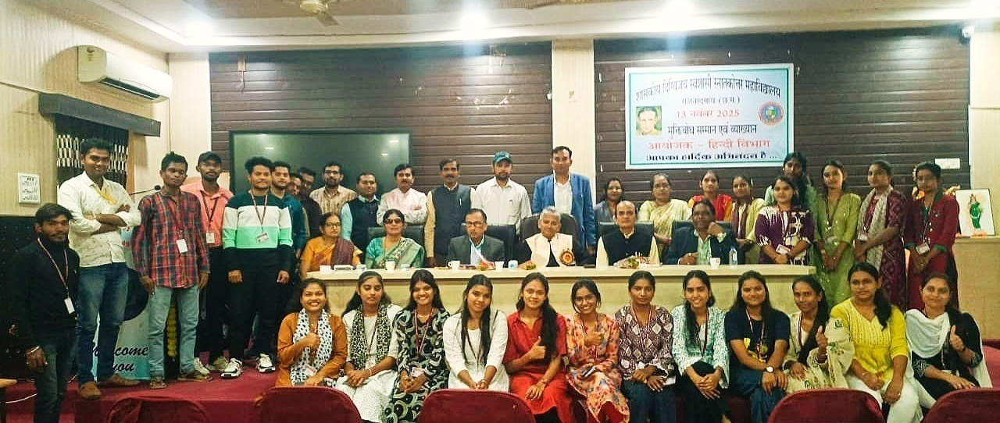 शासकीय दिग्विजय स्वशासी स्नातकोत्तर महाविद्यालय
राजनांदगांव (छ.ग.)
13 नवंबर 2025
मुक्तिबोध सम्मान एवं व्याख्यान
आयोजक - हिन्दी विभाग
आपका हार्दिक अभिनंदन है ...
you